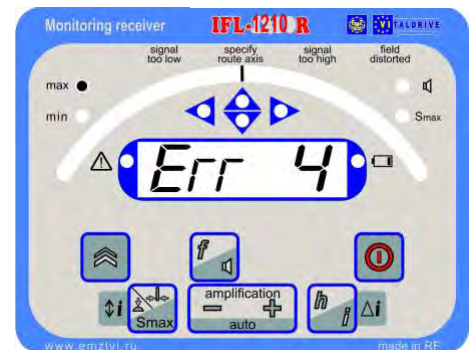 Monitoring receiver IFL-1210 R VITALDRIVE
signal too low
specify route axis
signal too high
field distorted
max
min
Smax
Err 4
f
i
Smax
amplification
auto
h
i
Δi
www.emzlvi.ru
made in RF